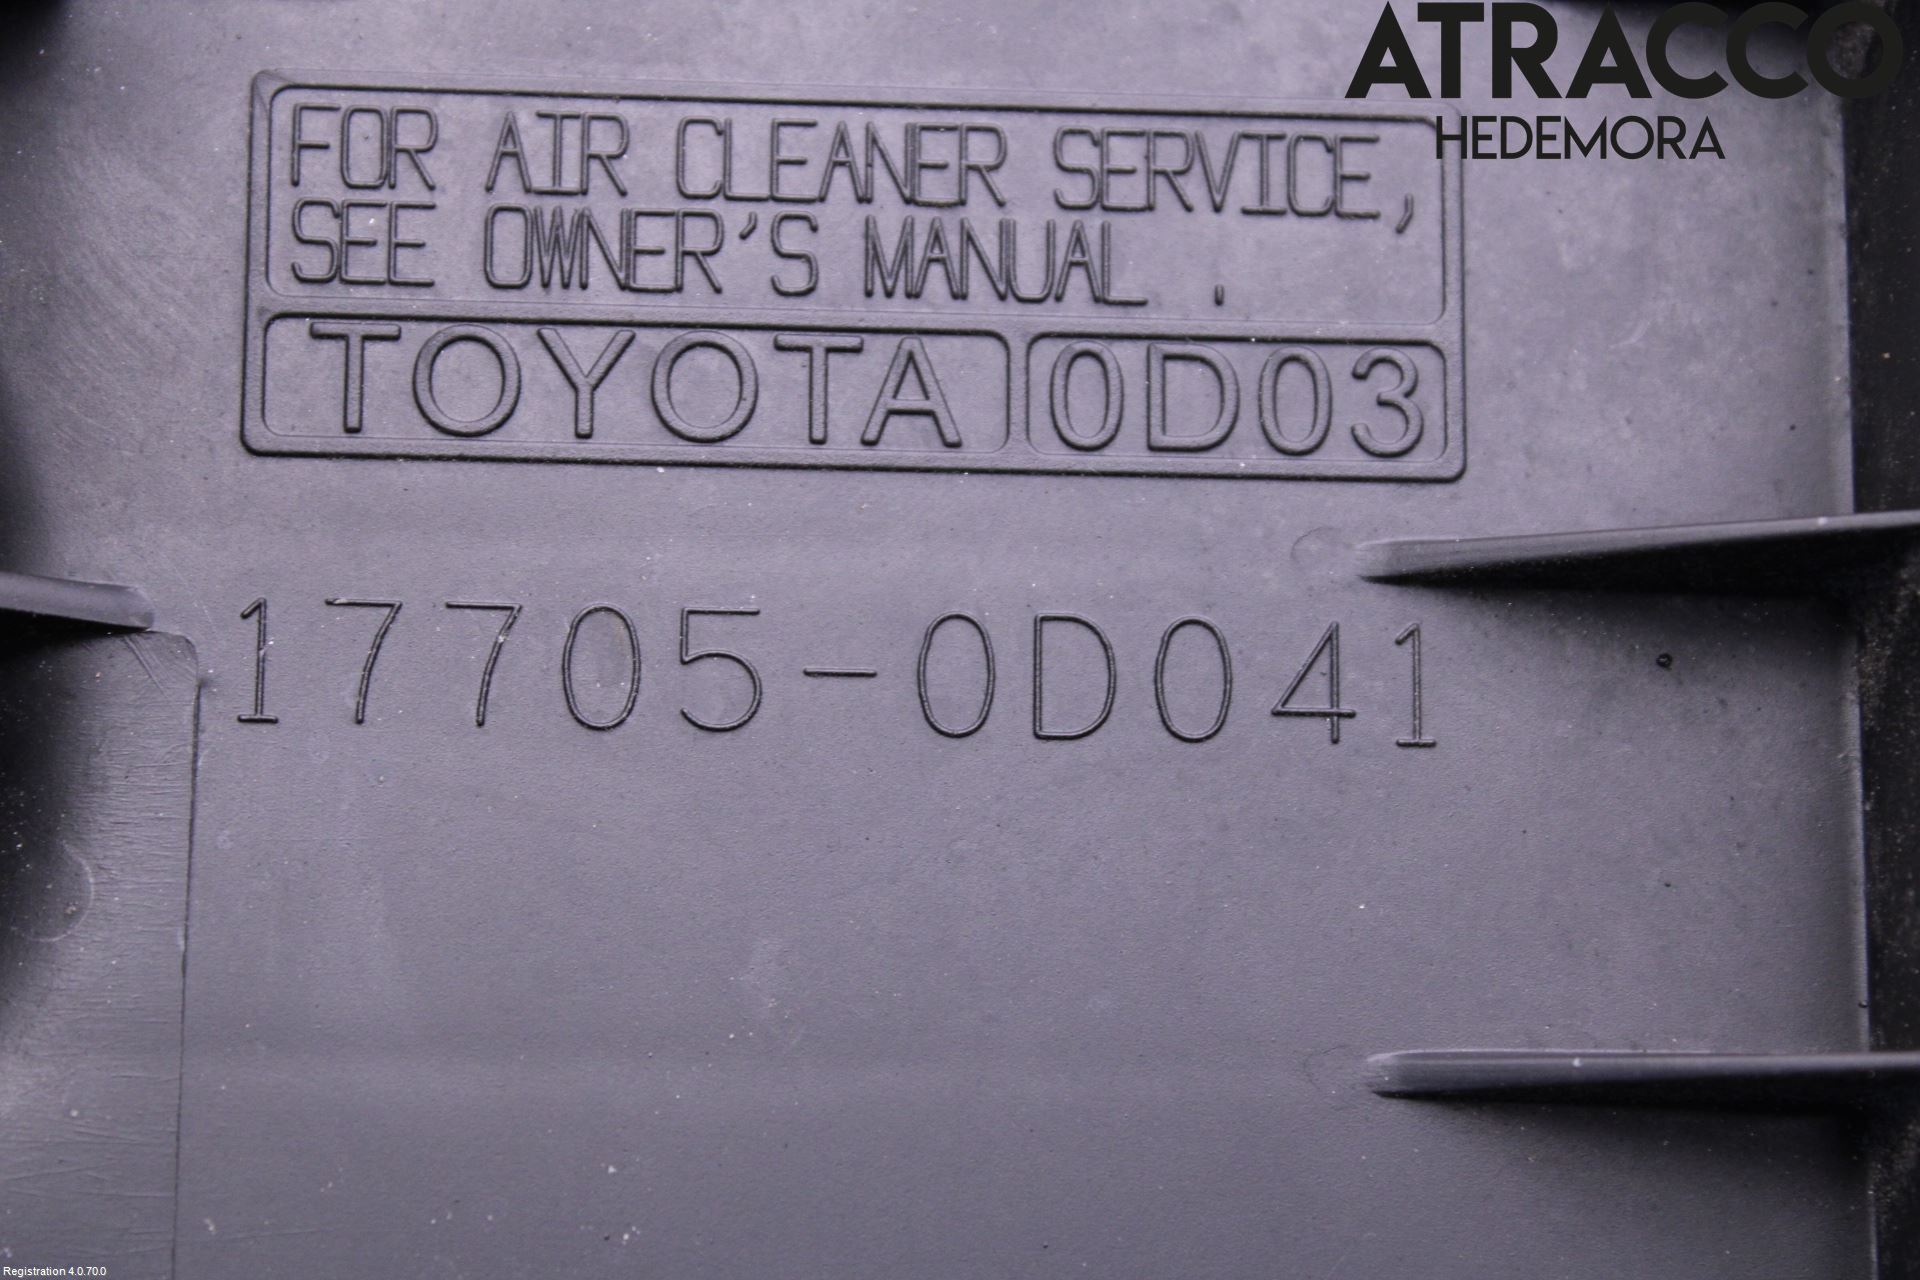 ATRACCO
HEDEMORA
FOR AIR CLEANER SERVICE,
SEE OWNER'S MANUAL .
TOYOTA 0D03
17705-0D041
Registration 4.0.70.0